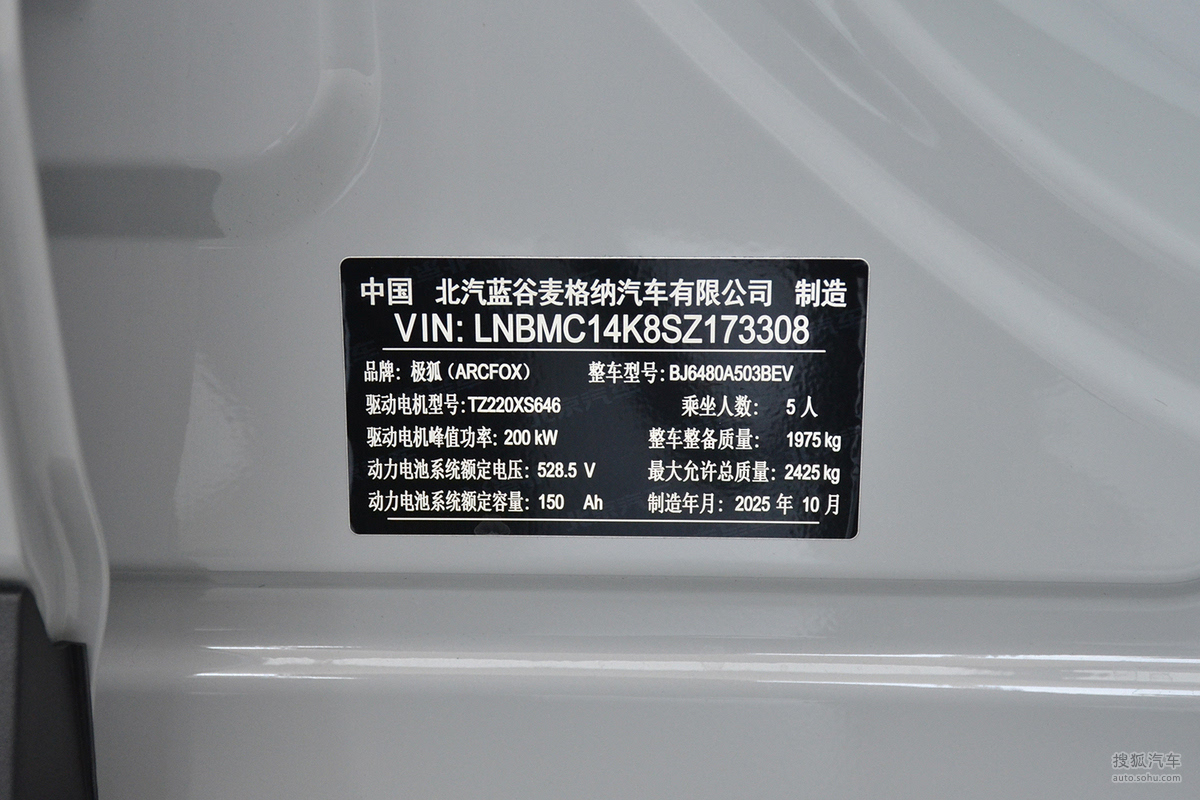 中国 北汽蓝谷麦格纳汽车有限公司 制造
VIN: LNBMC14K8SZ173308
品牌: 极狐（ARCFOX） 整车型号: BJ6480A503BEV
驱动电机型号: TZ220XS646 乘坐人数: 5 人
驱动电机峰值功率: 200 kW 整车整备质量: 1975 kg
动力电池系统额定电压: 528.5 V 最大允许总质量: 2425 kg
动力电池系统额定容量: 150 Ah 制造年月: 2025 年 10 月
搜狐汽车
auto.sohu.com